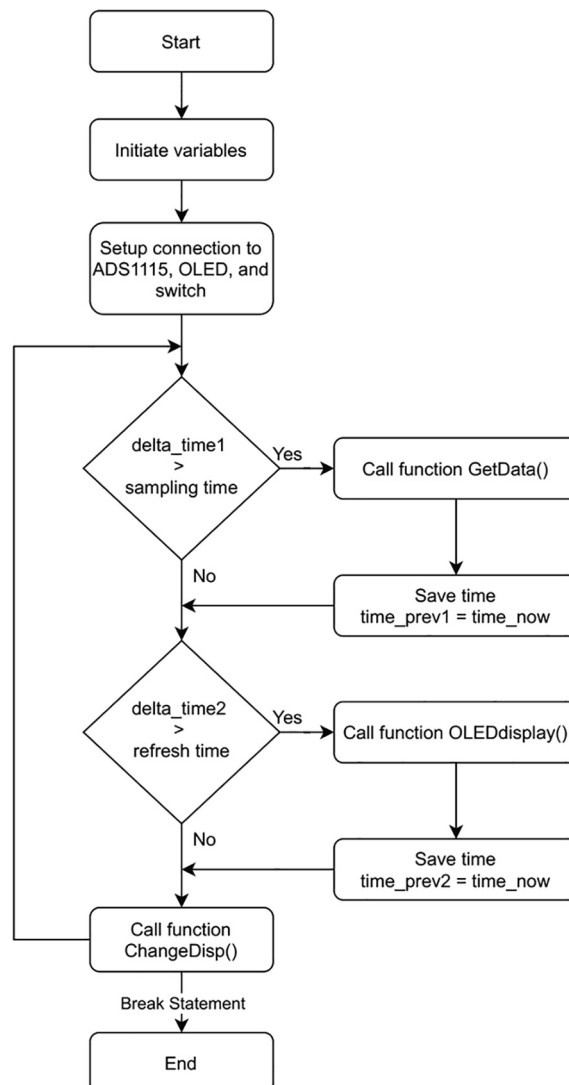 Start
Initiate variables
Setup connection to
ADS1115, OLED, and
switch
delta_time1
>
sampling time
Yes
Call function GetData()
No
Save time
time_prev1 = time_now
delta_time2
>
refresh time
Yes
Call function OLEDdisplay()
No
Save time
time_prev2 = time_now
Call function
ChangeDisp()
Break Statement
End